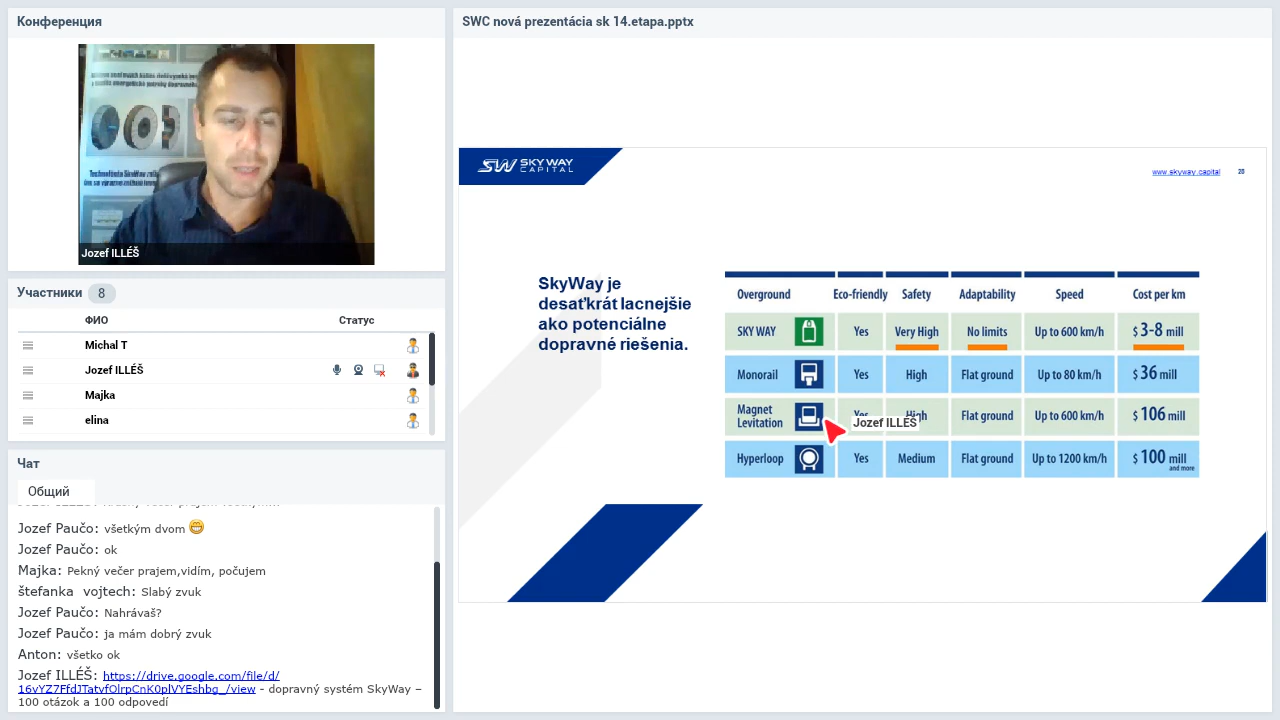 Конференция
Jozef ILLÉŠ
Участники 8
ФИО Статус
Michal T
Jozef ILLÉŠ
Majka
elina
Чат
Общий
Jozef Paučo: všetkým dvom
Jozef Paučo: ok
Majka: Pekný večer prajem,vidím, počujem
štefanka vojtech: Slabý zvuk
Jozef Paučo: Nahrávaš?
Jozef Paučo: ja mám dobrý zvuk
Anton: všetko ok
Jozef ILLÉŠ: https://drive.google.com/file/d/
16vYZ7FfdJTatvfOlrpCnK0plVYEshbg_/view - dopravný systém SkyWay –
100 otázok a 100 odpovedí
SWC nová prezentácia sk 14.etapa.pptx
SW SKY WAY
CAPITAL
www.skyway.capital 20
SkyWay je
desaťkrát lacnejšie
ako potenciálne
dopravné riešenia.
Overground Eco-friendly Safety Adaptability Speed Cost per km
SKY WAY Yes Very High No limits Up to 600 km/h $ 3-8 mill
Monorail Yes High Flat ground Up to 80 km/h $ 36 mill
Magnet
Levitation Yes High Flat ground Up to 600 km/h $ 106 mill
Jozef ILLÉŠ
Hyperloop Yes Medium Flat ground Up to 1200 km/h $ 100 mill
and more